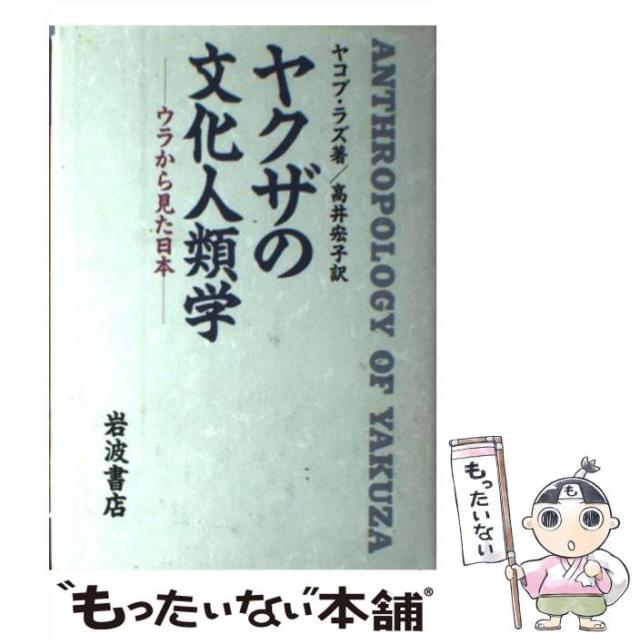 ANTHROPOLOGY OF YAKUZA
ヤコブ・ラズ著／高井宏子訳
ヤクザの
文化人類学
—ウラから見た日本—
岩波書店
もったいない
も
"もったいない"本舗®